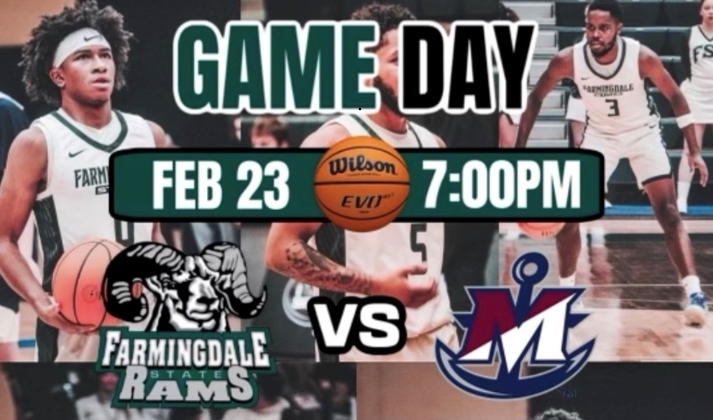 GAME DAY
FEB 23
Wilson
EVO
7:00PM
FARMINGDALE
3
5
VS
FARMINGDALE
STATE
RAMS
M